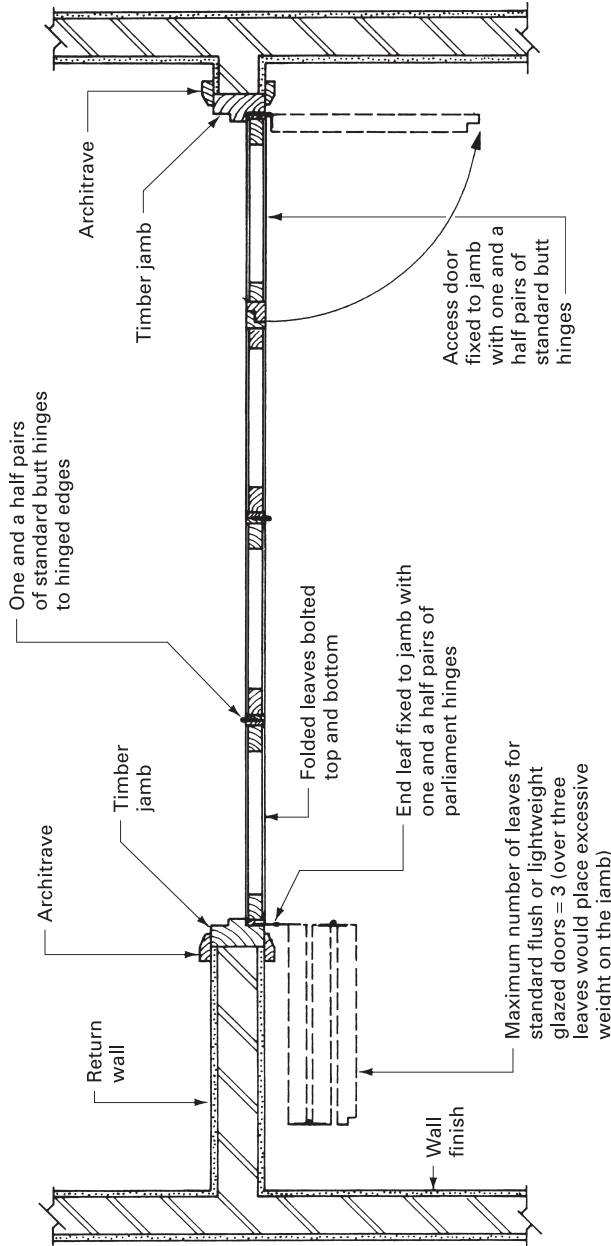 Architrave
Timber jamb
Access door
fixed to jamb
with one and a
half pairs of
standard butt
hinges
One and a half pairs
of standard butt hinges
to hinged edges
Folded leaves bolted
top and bottom
End leaf fixed to jamb with
one and a half pairs of
parliament hinges
Timber
jamb
Architrave
Maximum number of leaves for
standard flush or lightweight
glazed doors = 3 (over three
leaves would place excessive
weight on the jamb)
Return
wall
Wall
finish